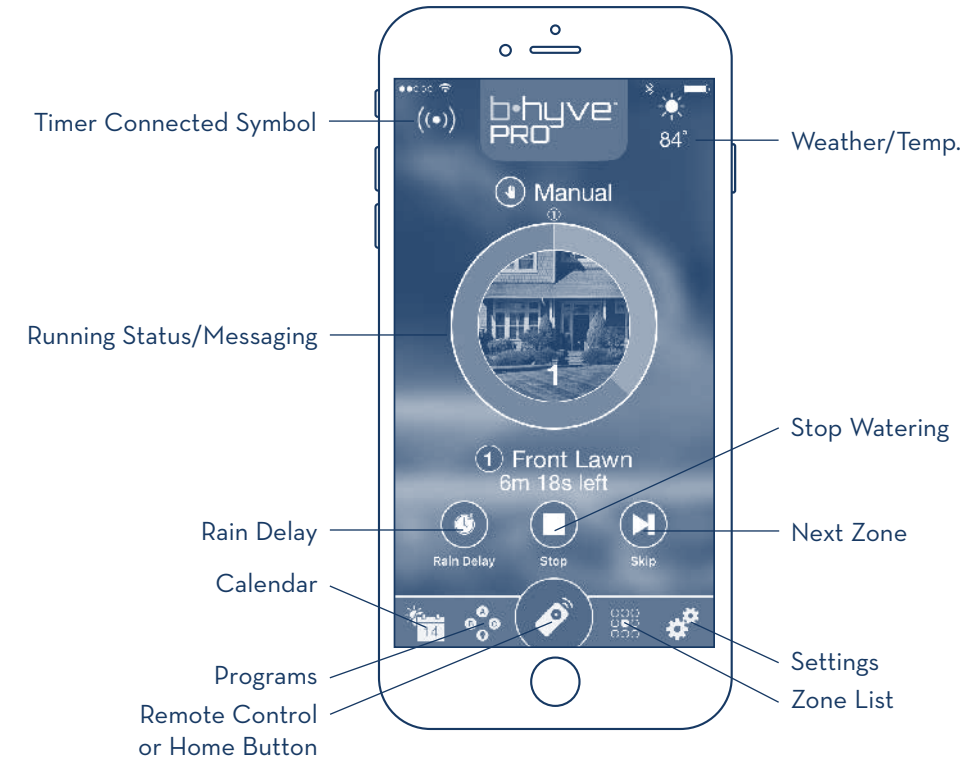 b·hyve™
PRO
84°
Timer Connected Symbol
Weather/Temp.
Manual
1
Running Status/Messaging
1
Stop Watering
1 Front Lawn
6m 18s left
Rain Delay
Next Zone
Rain Delay
Stop
Skip
Calendar
14
A
B
C
Programs
Settings
Remote Control
or Home Button
Zone List